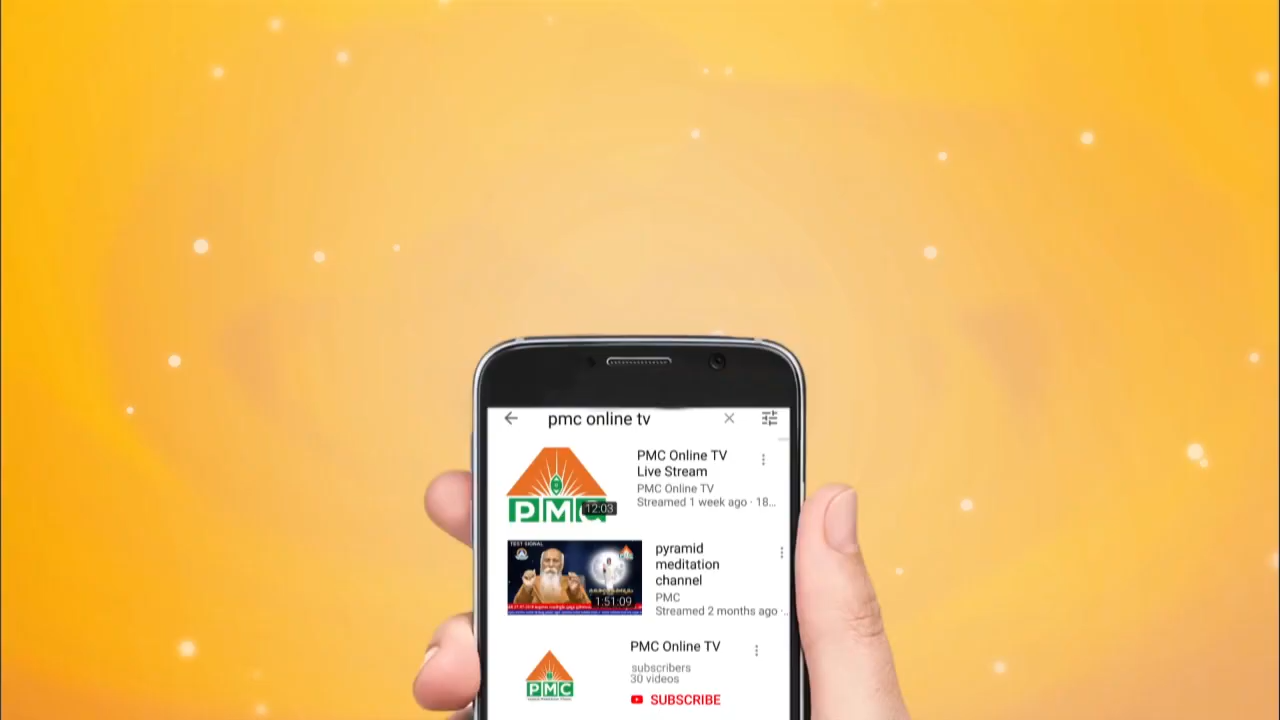 pmc online tv
PMC Online TV
Live Stream
PMC Online TV
Streamed 1 week ago · 18...
PMC
12:03
TEST SIGNAL
1:51:09
pyramid
meditation
channel
PMC
Streamed 2 months ago ·..
PMC Online TV
subscribers
30 videos
SUBSCRIBE
PMC